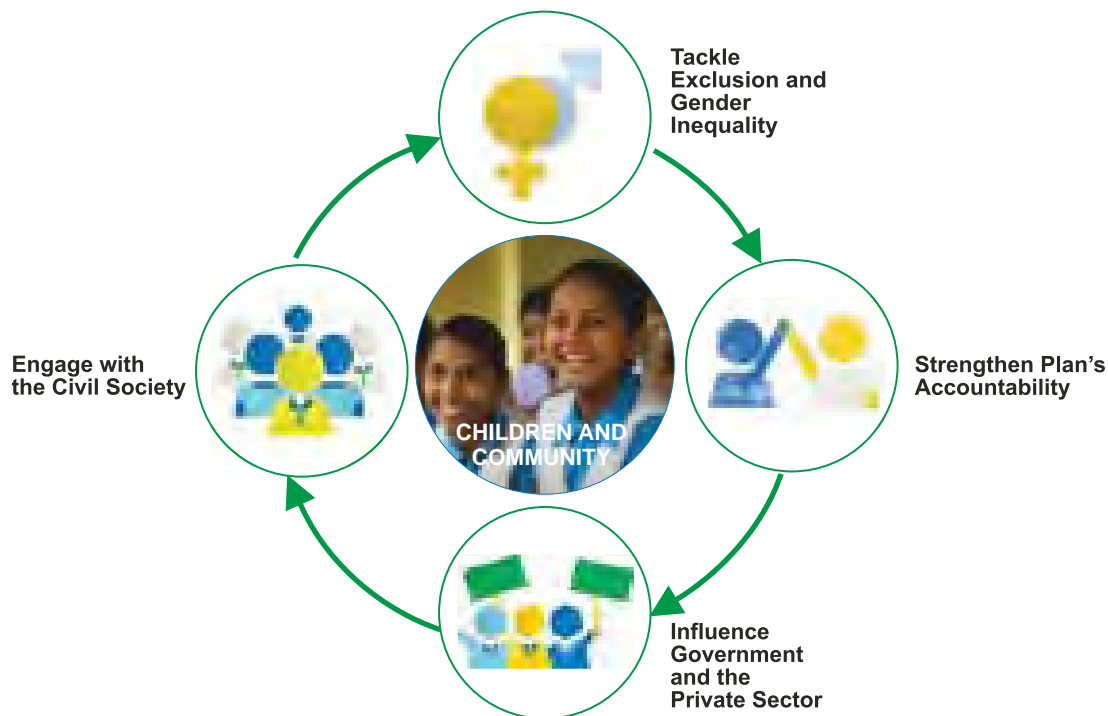 Tackle
Exclusion and
Gender
Inequality
Engage with
the Civil Society
Strengthen Plan's
Accountability
CHILDREN AND
COMMUNITY
Influence
Government
and the
Private Sector